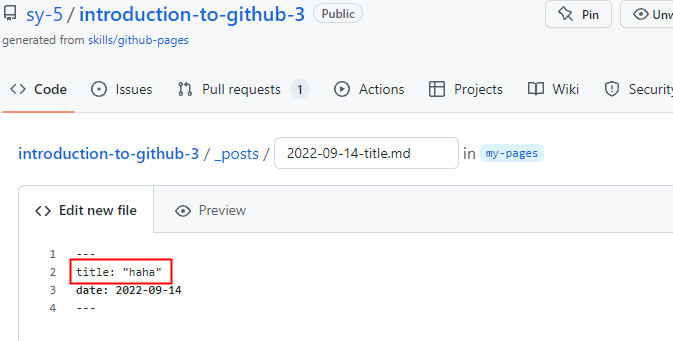 sy-5 / introduction-to-github-3 Public Pin Unw
generated from skills/github-pages
<> Code Issues Pull requests 1 Actions Projects Wiki Security
introduction-to-github-3 / _posts / 2022-09-14-title.md in my-pages
<> Edit new file Preview
1 ---
2 title: "haha"
3 date: 2022-09-14
4 ---